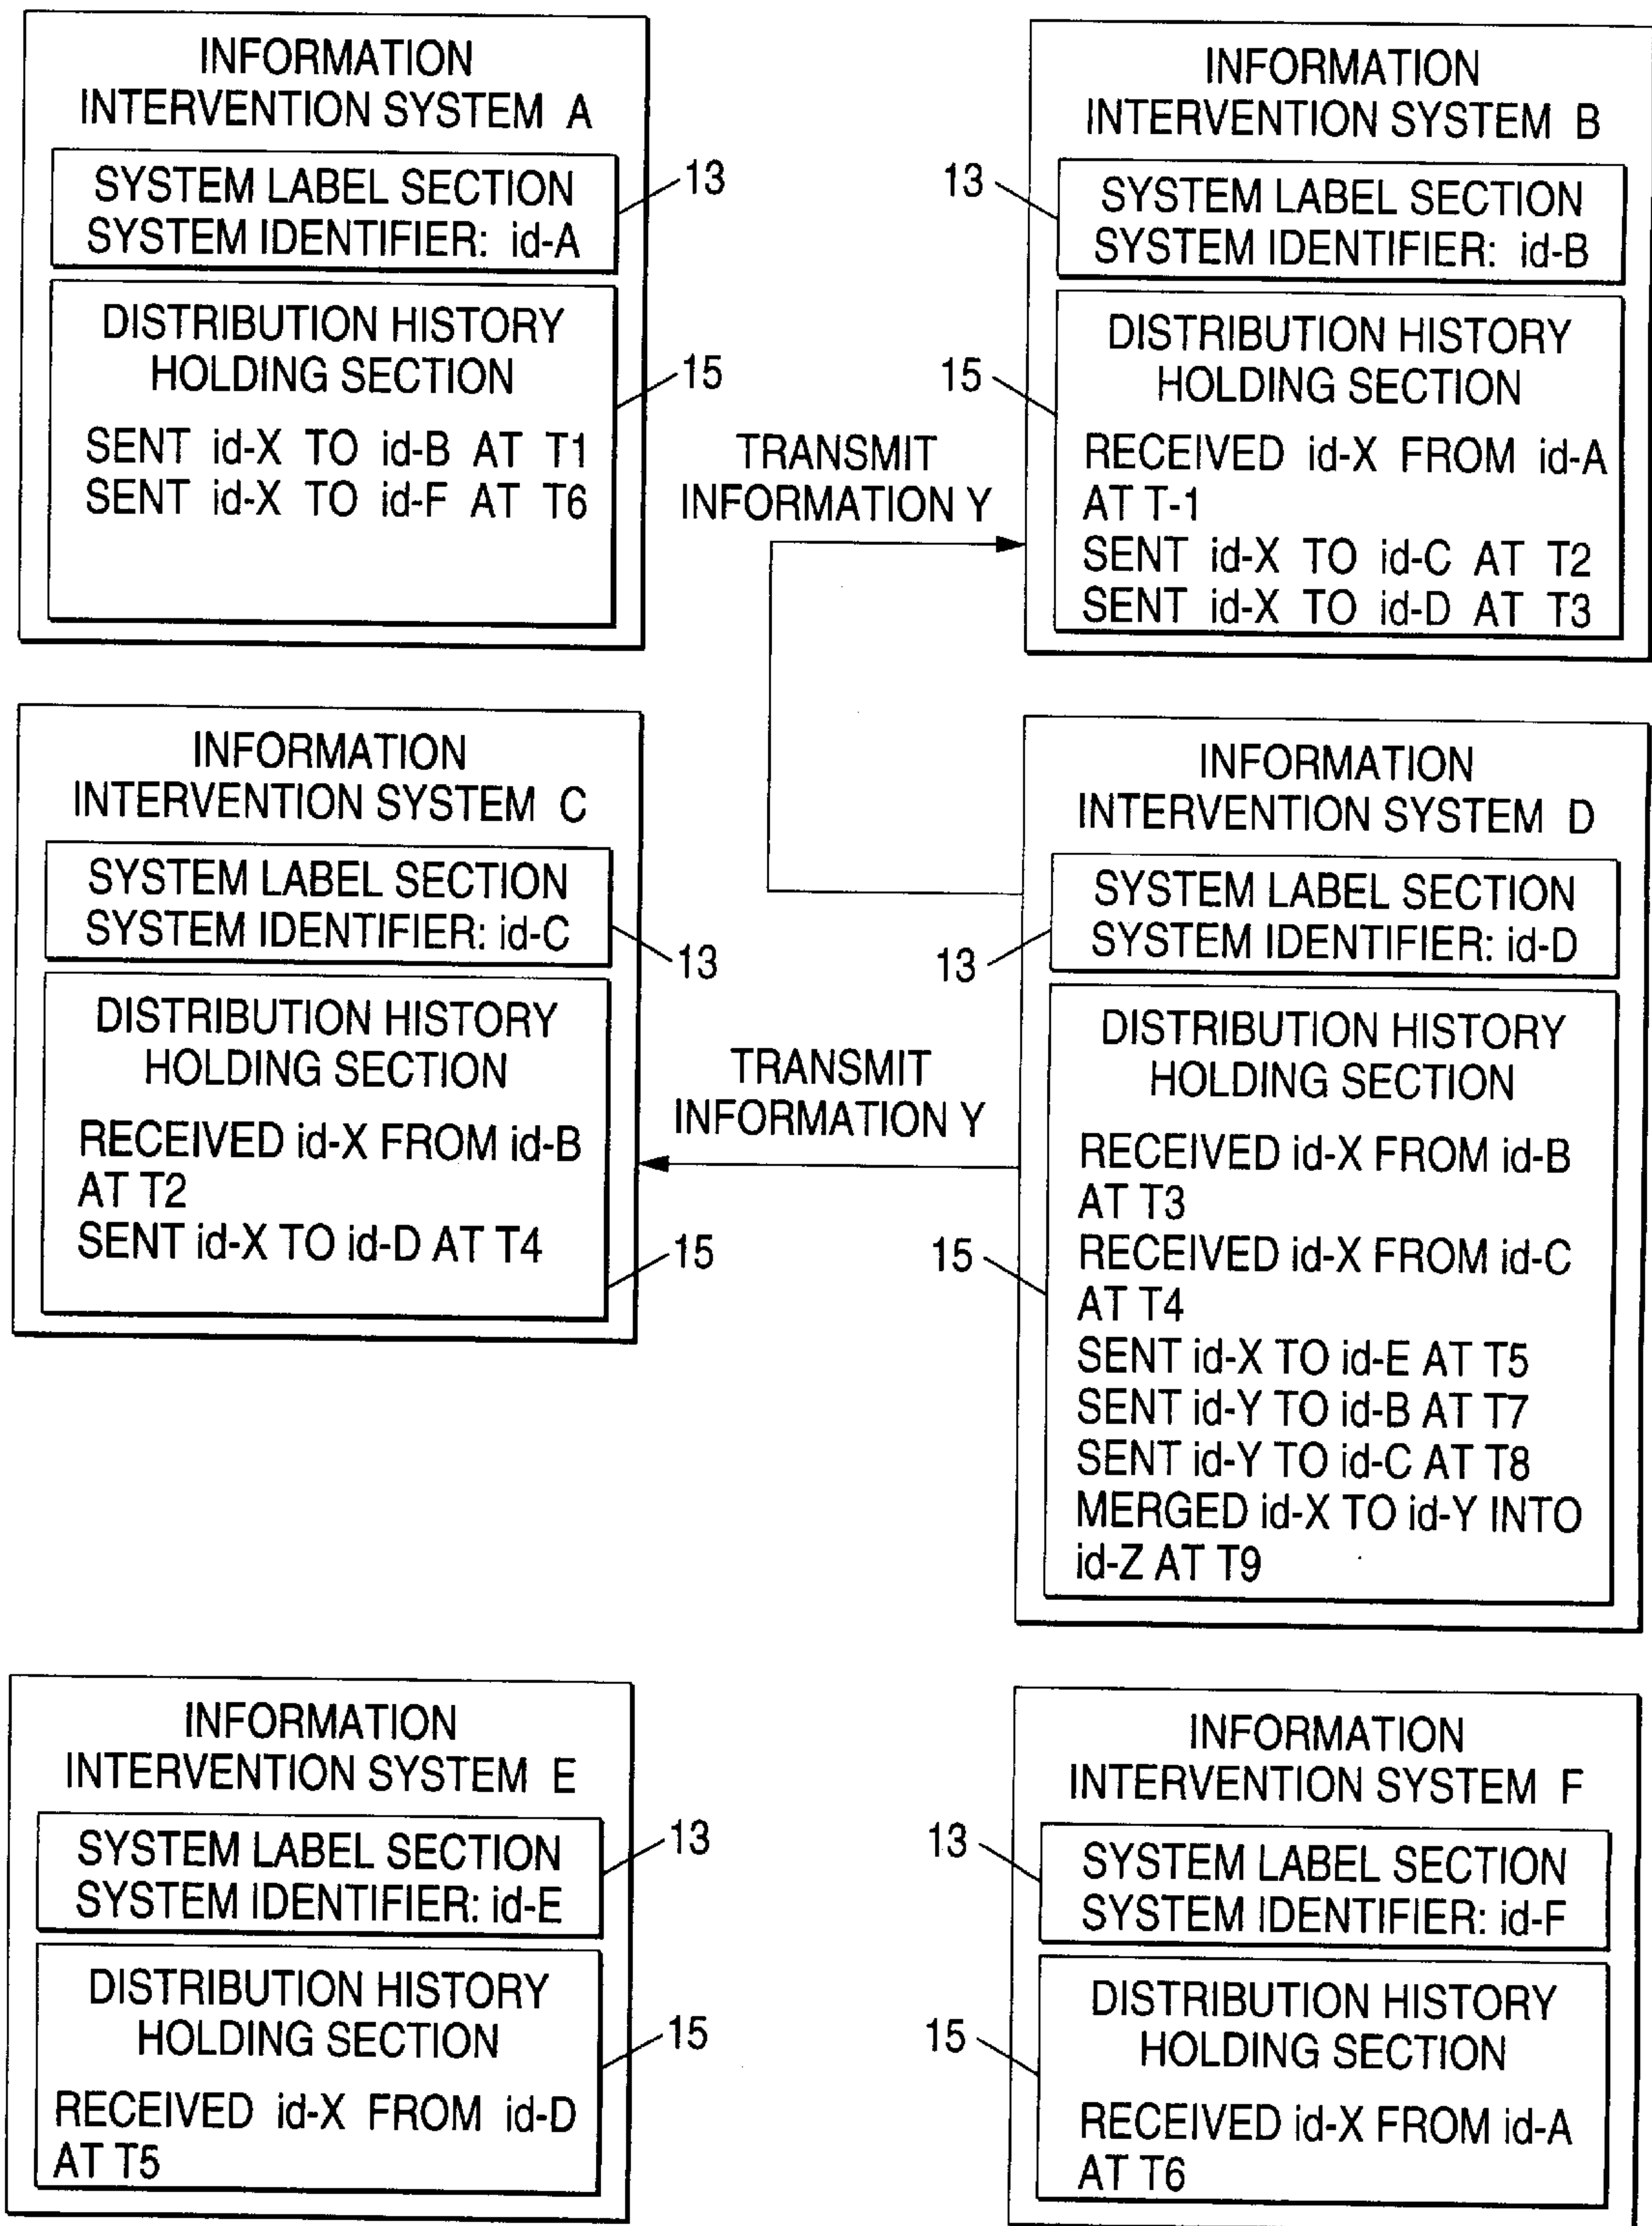 INFORMATION
INTERVENTION SYSTEM A
SYSTEM LABEL SECTION
SYSTEM IDENTIFIER: id-A
13
DISTRIBUTION HISTORY
HOLDING SECTION
15
SENT id-X TO id-B AT T1
SENT id-X TO id-F AT T6
TRANSMIT
INFORMATION Y
INFORMATION
INTERVENTION SYSTEM B
13
SYSTEM LABEL SECTION
SYSTEM IDENTIFIER: id-B
DISTRIBUTION HISTORY
15
HOLDING SECTION
RECEIVED id-X FROM id-A
AT T-1
SENT id-X TO id-C AT T2
SENT id-X TO id-D AT T3
INFORMATION
INTERVENTION SYSTEM C
SYSTEM LABEL SECTION
SYSTEM IDENTIFIER: id-C
13
DISTRIBUTION HISTORY
HOLDING SECTION
RECEIVED id-X FROM id-B
AT T2
SENT id-X TO id-D AT T4
15
TRANSMIT
INFORMATION Y
INFORMATION
INTERVENTION SYSTEM D
SYSTEM LABEL SECTION
SYSTEM IDENTIFIER: id-D
13
DISTRIBUTION HISTORY
HOLDING SECTION
RECEIVED id-X FROM id-B
AT T3
RECEIVED id-X FROM id-C
15
AT T4
SENT id-X TO id-E AT T5
SENT id-Y TO id-B AT T7
SENT id-Y TO id-C AT T8
MERGED id-X TO id-Y INTO
id-Z AT T9
INFORMATION
INTERVENTION SYSTEM E
SYSTEM LABEL SECTION
13
SYSTEM IDENTIFIER: id-E
DISTRIBUTION HISTORY
HOLDING SECTION
15
RECEIVED id-X FROM id-D
AT T5
INFORMATION
INTERVENTION SYSTEM F
13
SYSTEM LABEL SECTION
SYSTEM IDENTIFIER: id-F
DISTRIBUTION HISTORY
15
HOLDING SECTION
RECEIVED id-X FROM id-A
AT T6